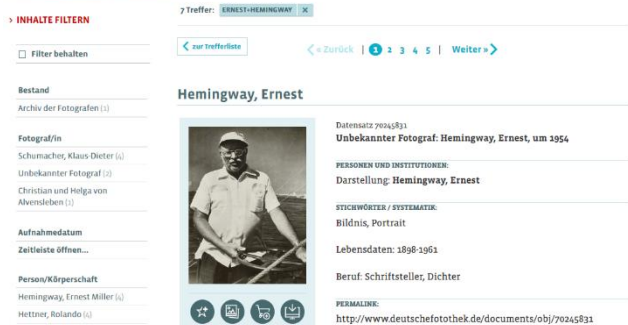 7 Treffer: ERNEST+HEMINGWAY X
> INHALTE FILTERN
Filter behalten
Bestand
Archiv der Fotografen (1)
Fotograf/in
Schumacher, Klaus-Dieter (4)
Unbekannter Fotograf (2)
Christian und Helga von
Alvensleben (1)
Aufnahmedatum
Zeitleiste öffnen...
Person/Körperschaft
Hemingway, Ernest Miller (4)
Hettner, Rolando (4)
zur Trefferliste
« Zurück | 1 2 3 4 5 | Weiter »
Hemingway, Ernest
Datensatz 70245831
Unbekannter Fotograf: Hemingway, Ernest, um 1954
PERSONEN UND INSTITUTIONEN:
Darstellung: Hemingway, Ernest
STICHWÖRTER / SYSTEMATIK:
Bildnis, Portrait
Lebensdaten: 1898-1961
Beruf: Schriftsteller, Dichter
PERMALINK:
http://www.deutschefotothek.de/documents/obj/70245831